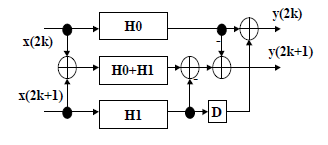 y(2k)
H0
x(2k)
y(2k+1)
H0+H1
-
-
x(2k+1)
H1
D